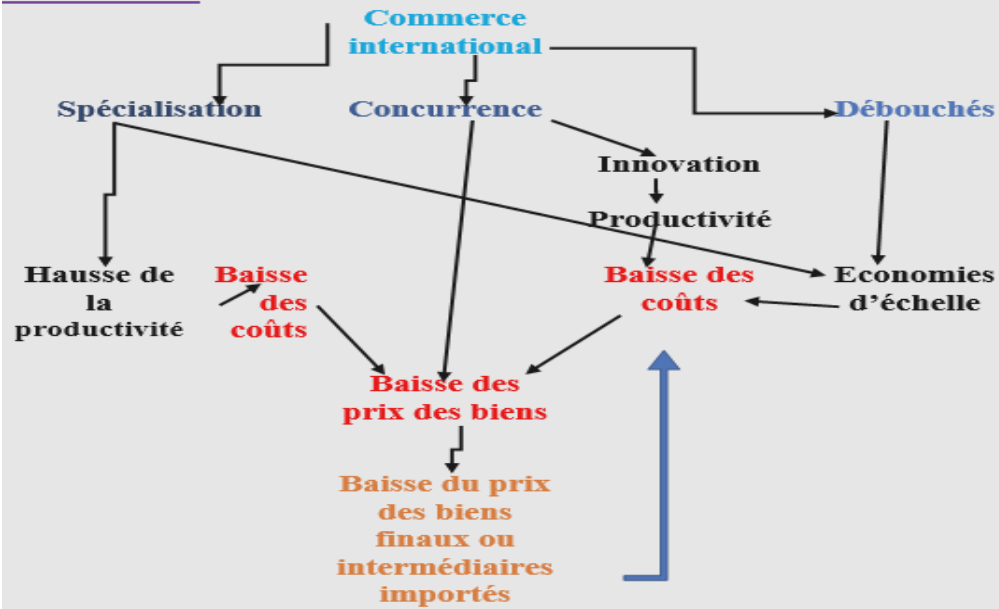 Commerce
international
Spécialisation
Concurrence
Débouchés
Innovation
Productivité
Hausse de
la
productivité
Baisse
des
coûts
Baisse des
coûts
Economies
d'échelle
Baisse des
prix des biens
Baisse du prix
des biens
finaux ou
intermédiaires
importés